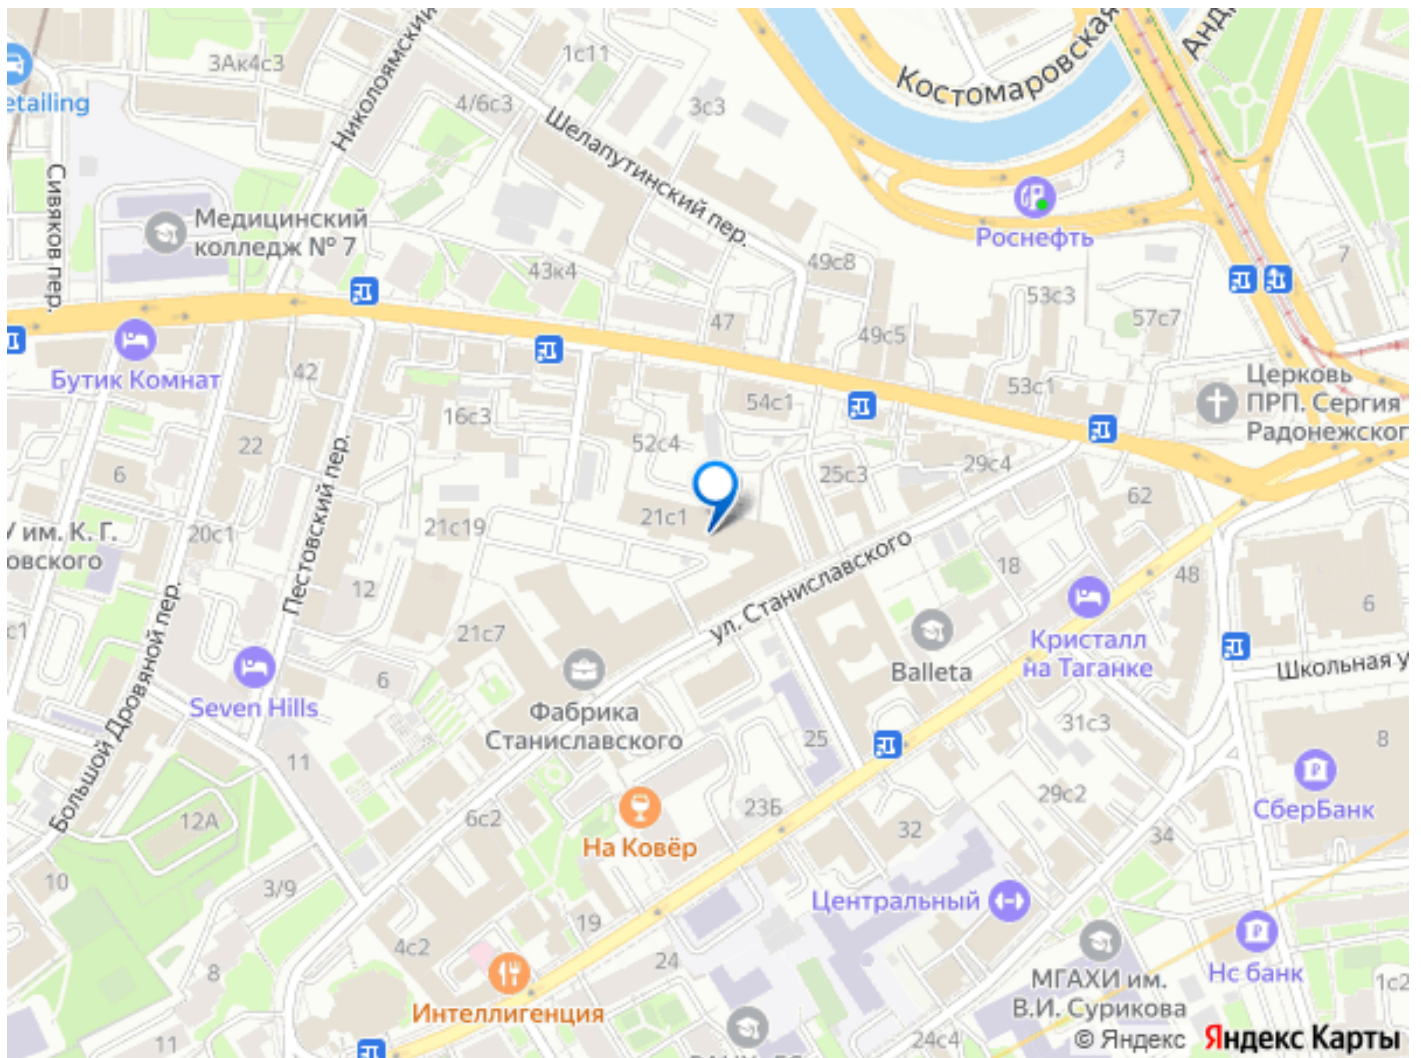 Николоямский
1с11
3Ак4с3
Костомаровская
etailing
4/6с3
3с3
Шелапутинский пер.
Сивяков пер.
Медицинский
колледж № 7
Роснефть
43к4
49с8
7
53с3
47
49с5
57с7
Бутик Комнат
42
53с1
Церковь
ПРП. Сергия
Радонежског
54с1
16с3
22
52с4
6
25с3
29с4
62
Пестовский пер.
21с1
21с19
У им. К. Г.
овского
20с1
ул. Станиславского
18
48
12
6
с1
21с7
Кристалл
на Таганке
Balleta
Школьная у
6
Seven Hills
Большой Дровяной пер.
Фабрика
Станиславского
31с3
25
8
11
СберБанк
12А
6с2
23Б
29с2
На Ковёр
32
34
10
3/9
Центральный
19
4с2
24
8
Нс банк
МГАХИ им.
В.И. Сурикова
1с2
Интеллигенция
11
24с4
© Яндекс
Яндекс Карты